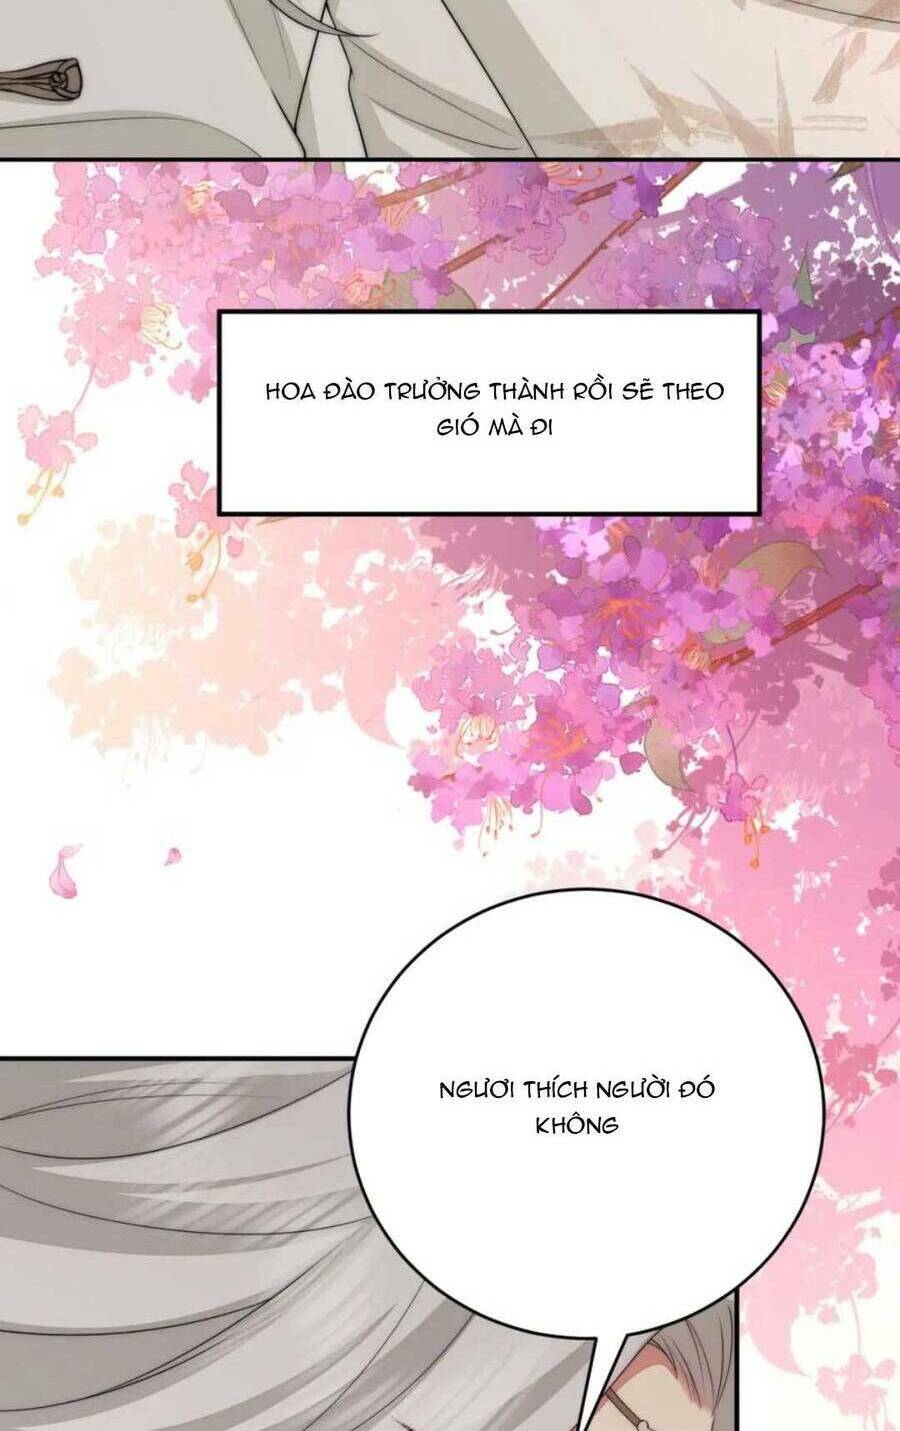 HOA ĐÀO TRƯỞNG THÀNH RỒI SẼ THEO
GIÓ MÀ ĐI
NGƯƠI THÍCH NGƯỜI ĐÓ
KHÔNG